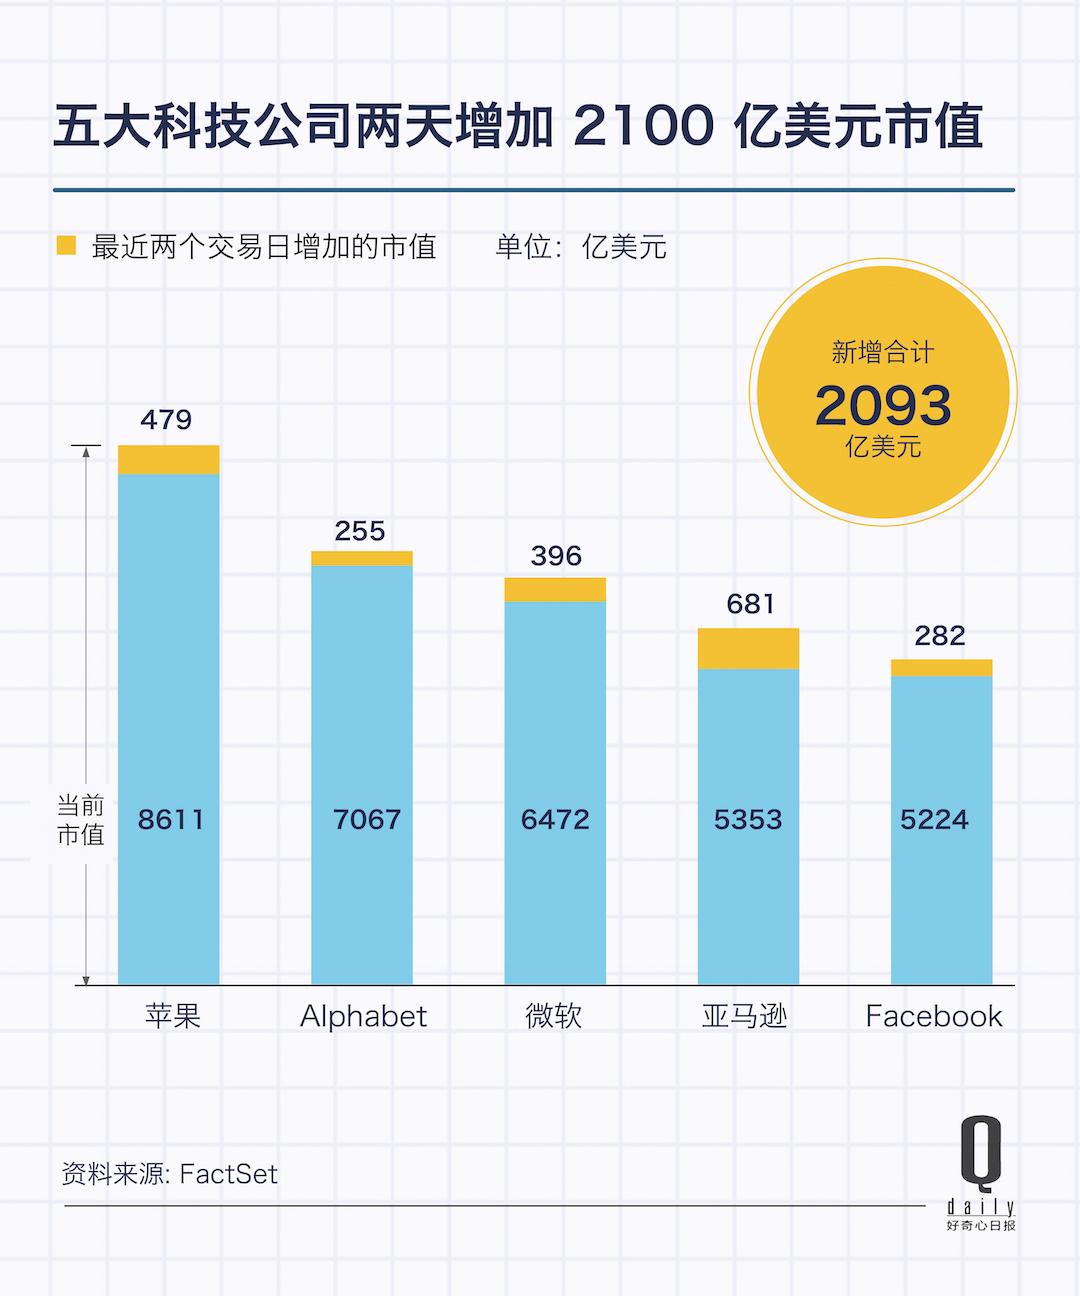 五大科技公司两天增加 2100 亿美元市值
最近两个交易日增加的市值 单位：亿美元
新增合计
2093
亿美元
479
255
396
681
282
当前
市值
8611
7067
6472
5353
5224
苹果
Alphabet
微软
亚马逊
Facebook
资料来源: FactSet
Q
daily
好奇心日报